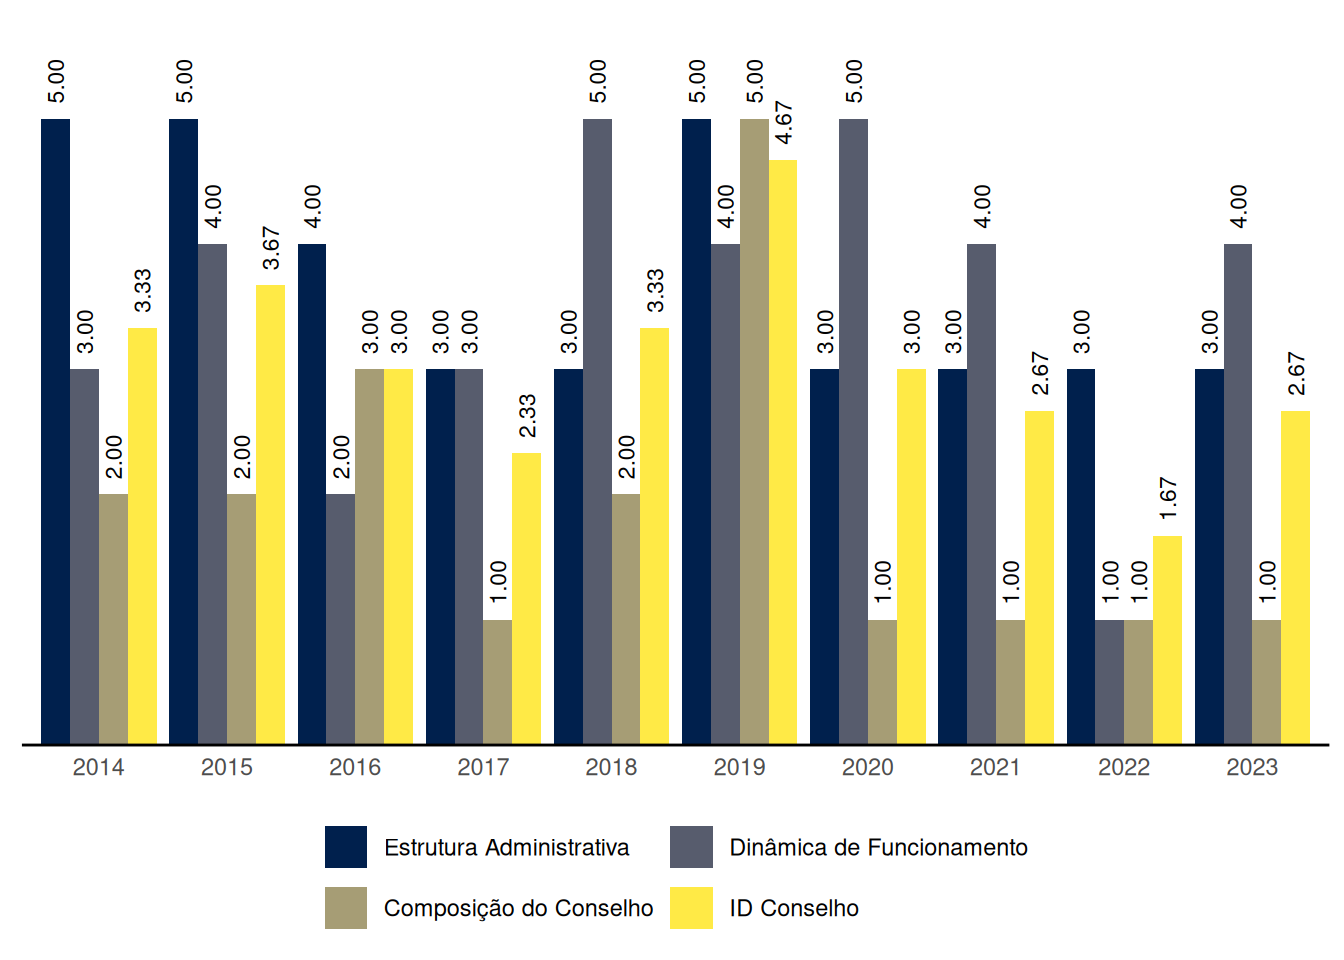 5.00 3.00 2.00 3.33 5.00 4.00 2.00 3.67 4.00 2.00 3.00 3.00 3.00 3.00 1.00 2.33 3.00 5.00 2.00 3.33 5.00 4.00 5.00 4.67 3.00 5.00 1.00 3.00 3.00 4.00 1.00 2.67 3.00 1.00 1.00 1.67 3.00 4.00 1.00 2.67
2014 2015 2016 2017 2018 2019 2020 2021 2022 2023
Estrutura Administrativa Dinâmica de Funcionamento
Composição do Conselho ID Conselho